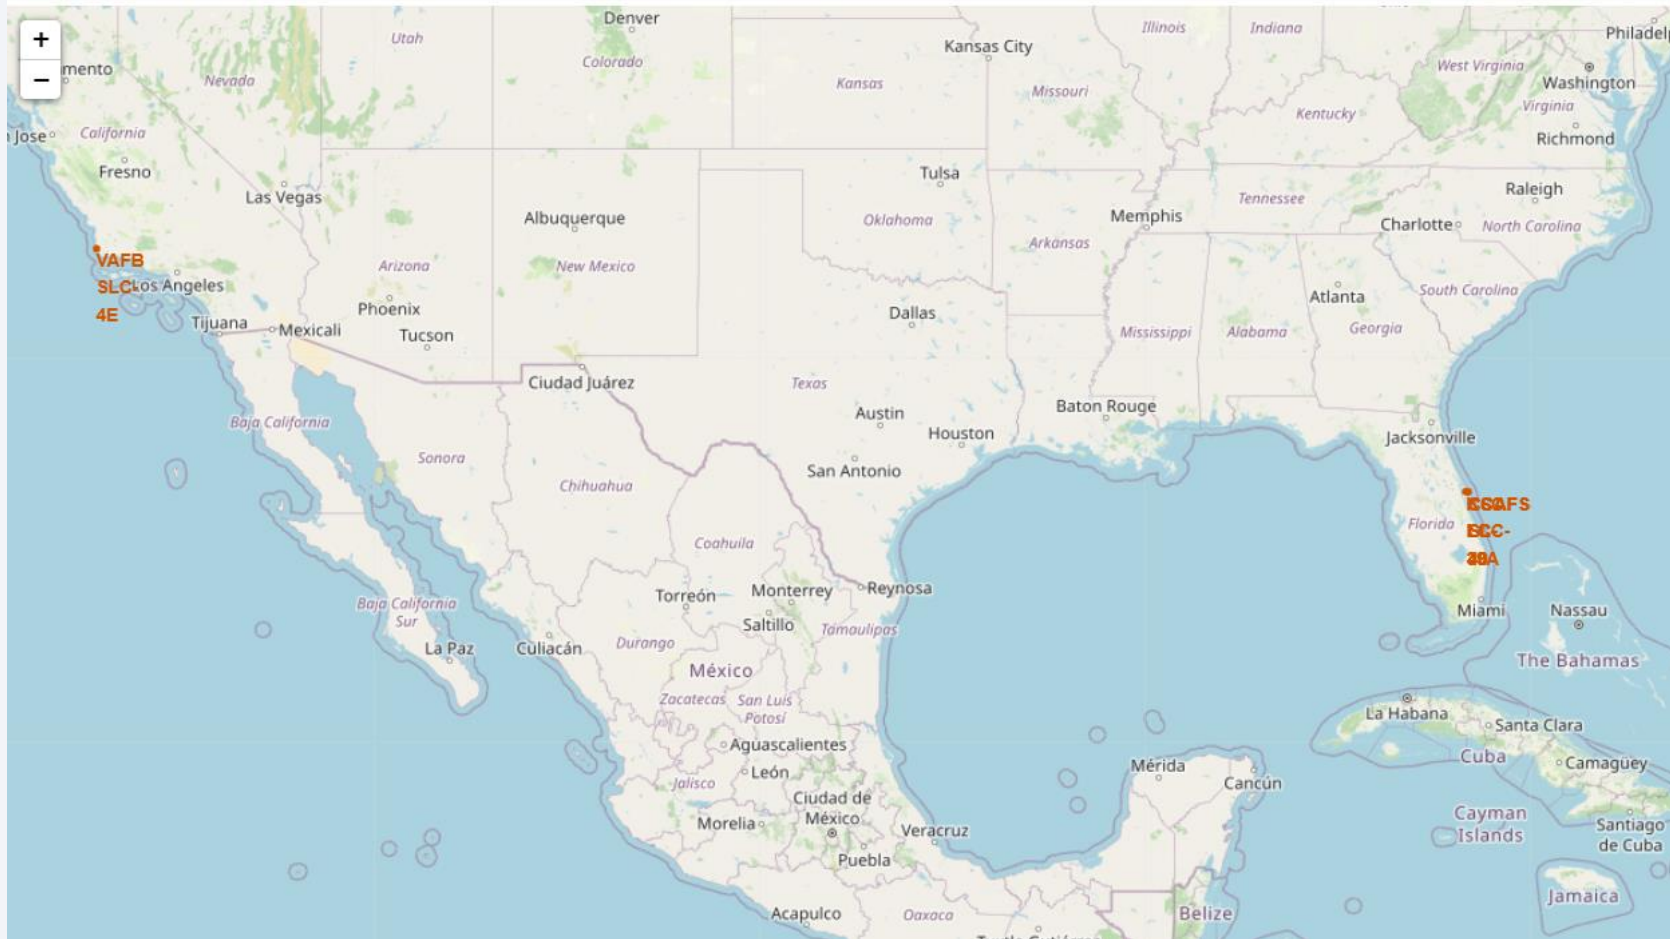 +
−
Denver
Utah
Colorado
Nevada
Kansas City
Kansas
Missouri
Illinois
Indiana
Kentucky
West Virginia
Washington
Virginia
Richmond
California
Fresno
Las Vegas
Albuquerque
New Mexico
Arizona
Phoenix
Tucson
Tulsa
Oklahoma
Arkansas
Memphis
Tennessee
Raleigh
Charlotte
North Carolina
South Carolina
Atlanta
Georgia
Alabama
Mississippi
Dallas
Texas
Austin
Houston
San Antonio
Baton Rouge
Jacksonville
Florida
Miami
VAFB
SLC-
4E
Los Angeles
Tijuana
Mexicali
Ciudad Juárez
Baja California
Sonora
Chihuahua
Coahuila
Reynosa
Torreón
Monterrey
Saltillo
Tamaulipas
Baja California
Sur
La Paz
Culiacán
Durango
México
Zacatecas
San Luis
Potosí
Aguascalientes
León
Jalisco
Ciudad de
México
Morelia
Puebla
Veracruz
Acapulco
Oaxaca
Mérida
Cancún
Belize
Nassau
The Bahamas
La Habana
Santa Clara
Cuba
Camagüey
Cayman
Islands
Santiago
de Cuba
Jamaica